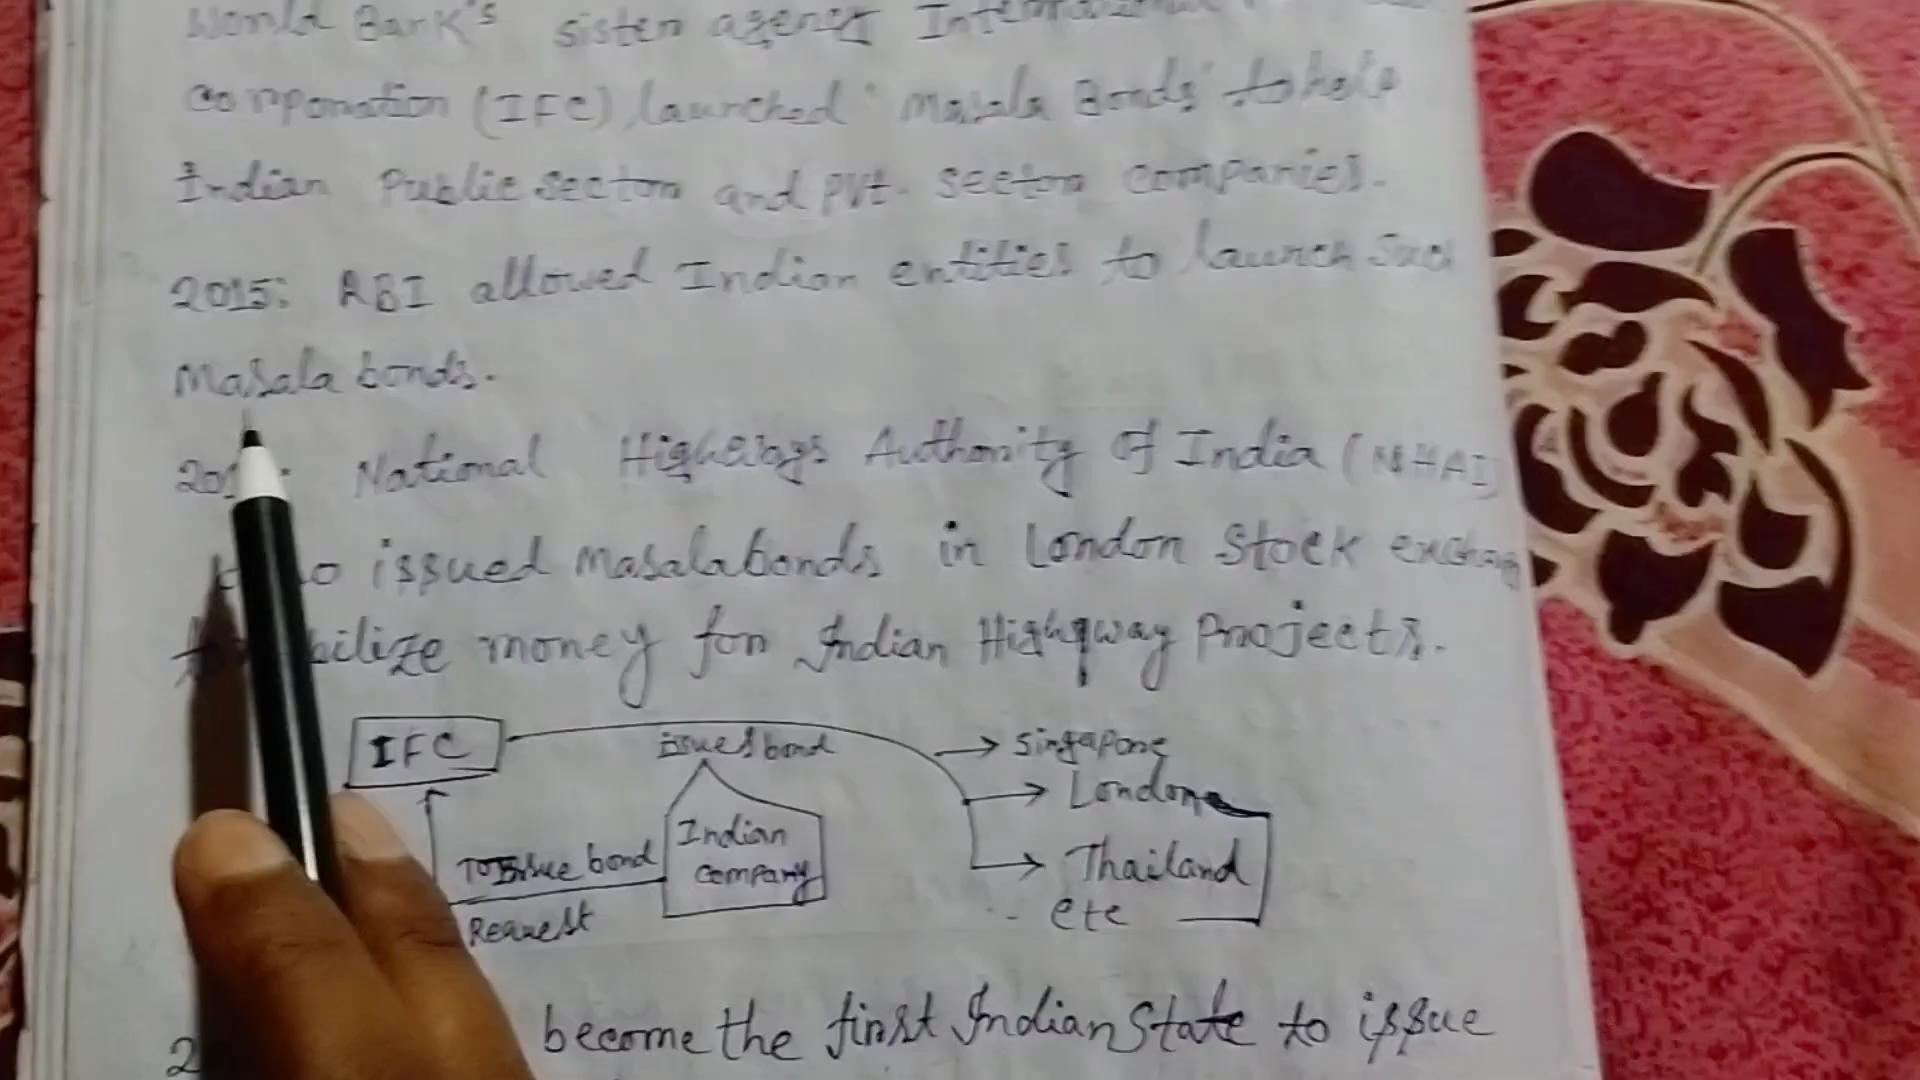 World Bank's sister agency International
Corporation (IFC) launched 'Masala Bonds' to help
Indian Public sector and pvt. sector companies.
2015: RBI allowed Indian entities to launch such
Masala bonds.
National Highways Authority of India (NHAI)
issued Masala bonds in London Stock exchange
money for Indian Highway Projects.
IFC
issues bond
Singapore
London
Indian
Company
To Issue bond
Thailand
Request
etc
become the first Indian State to issue